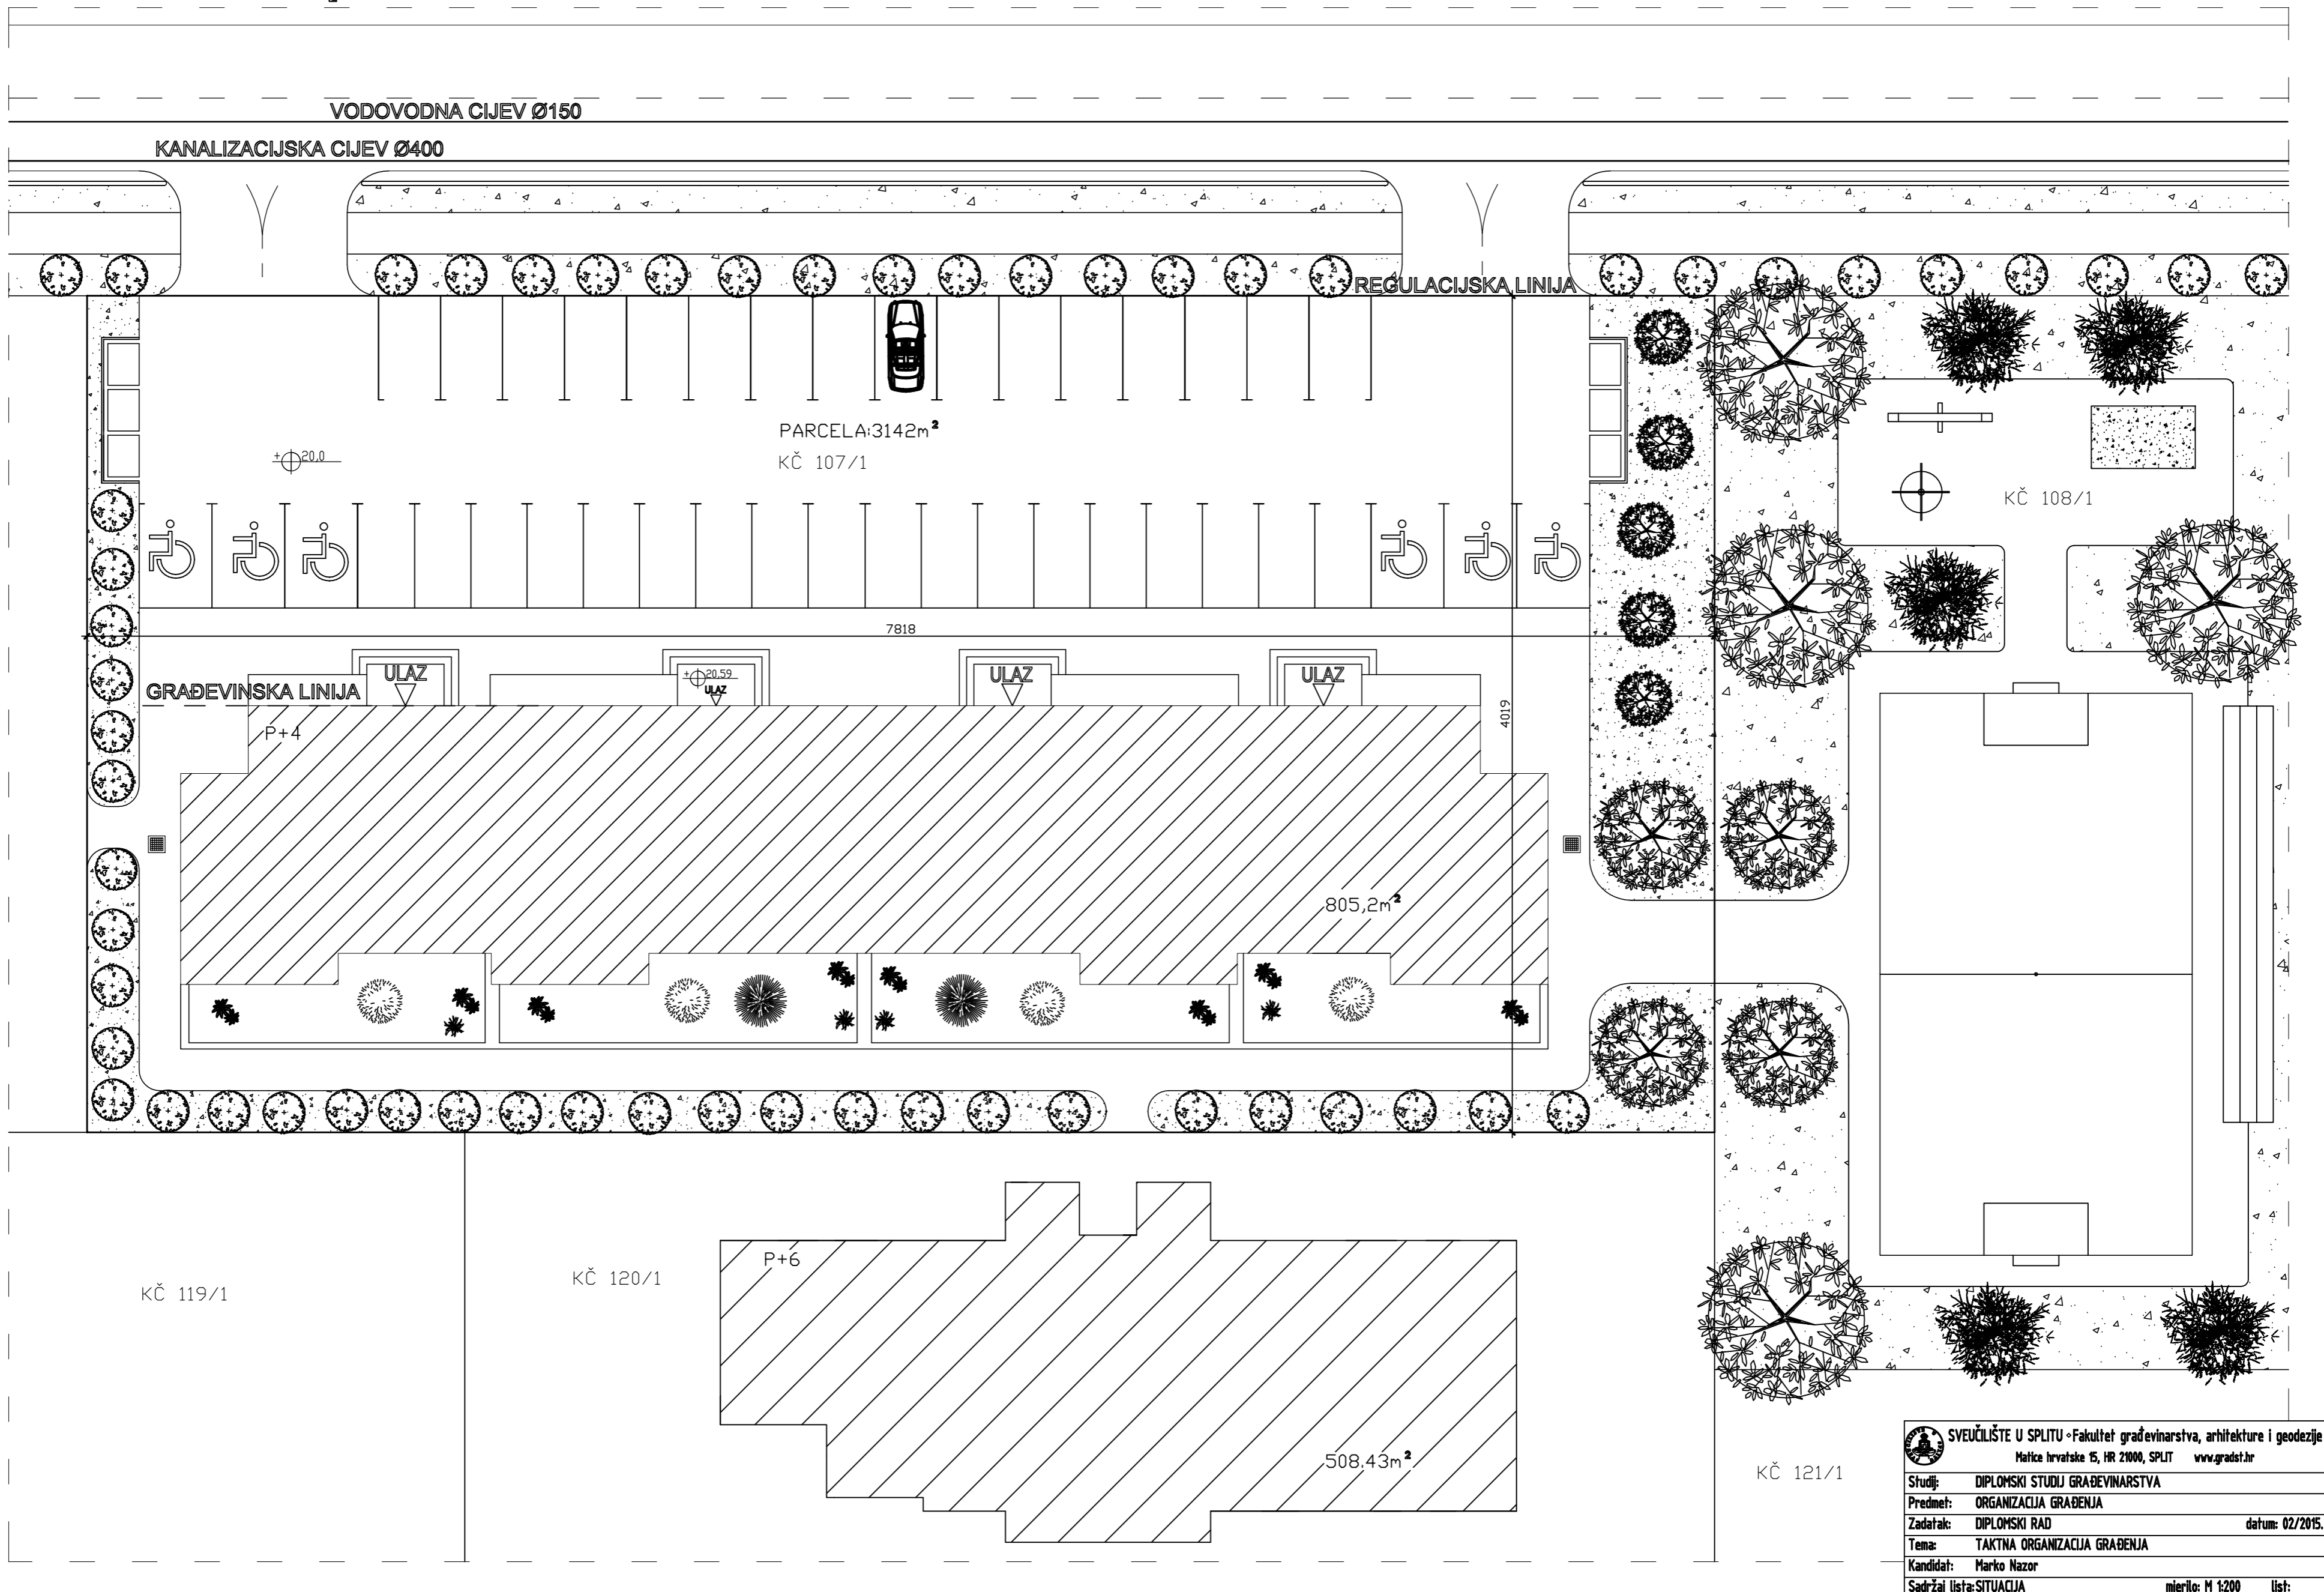 VODOVODNA CIJEV Ø150
KANALIZACIJSKA CIJEV Ø400
REGULACIJSKA LINIJA
PARCELA:3142m²
KČ 107/1
+20,0
KČ 108/1
7818
ULAZ
+20,59
ULAZ
ULAZ
ULAZ
GRAĐEVINSKA LINIJA
4019
P+4
805,2m²
P+6
KČ 120/1
KČ 119/1
508.43m²
KČ 121/1
SVEUČILIŠTE U SPLITU ◦ Fakultet građevinarstva, arhitekture i geodezije
Matice hrvatske 15, HR 21000, SPLIT www.gradst.hr
Studij: DIPLOMSKI STUDIJ GRAĐEVINARSTVA
Predmet: ORGANIZACIJA GRAĐENJA
Zadatak: DIPLOMSKI RAD datum: 02/2015.
Tema: TAKTNA ORGANIZACIJA GRAĐENJA
Kandidat: Marko Nazor
Sadržaj lista: SITUACIJA mjerilo: M 1:200 list: